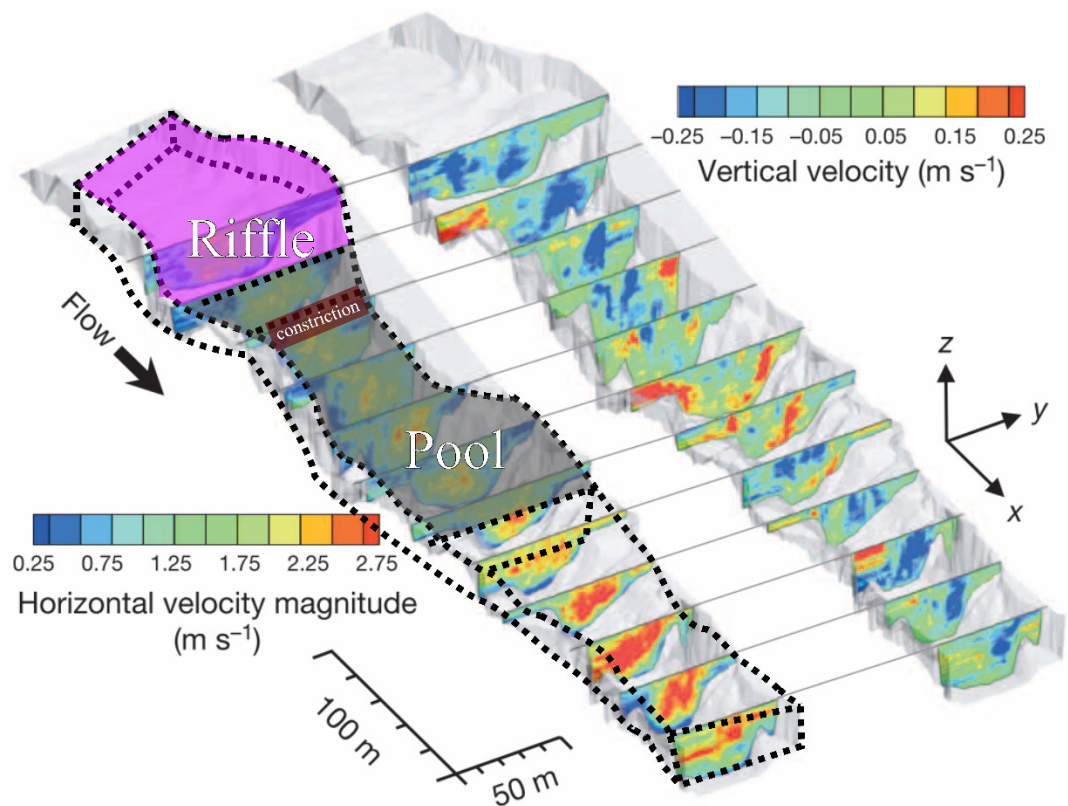 −0.25 −0.15 −0.05 0.05 0.15 0.25
Vertical velocity (m s⁻¹)
Riffle
constriction
Flow
Pool
z
y
x
0.25 0.75 1.25 1.75 2.25 2.75
Horizontal velocity magnitude
(m s⁻¹)
100 m
50 m